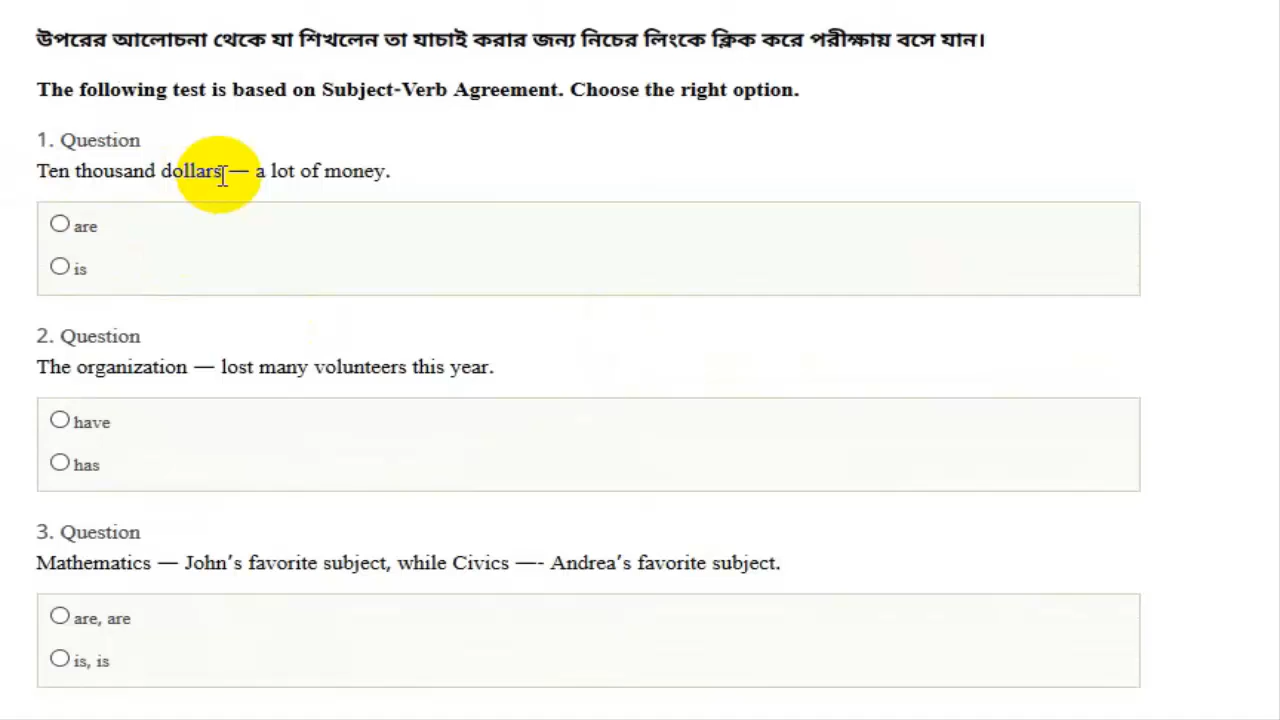 উপরের আলোচনা থেকে যা শিখলেন তা যাচাই করার জন্য নিচের লিংকে ক্লিক করে পরীক্ষায় বসে যান।
The following test is based on Subject-Verb Agreement. Choose the right option.
1. Question
Ten thousand dollars — a lot of money.
are
is
2. Question
The organization — lost many volunteers this year.
have
has
3. Question
Mathematics — John’s favorite subject, while Civics —- Andrea’s favorite subject.
are, are
is, is